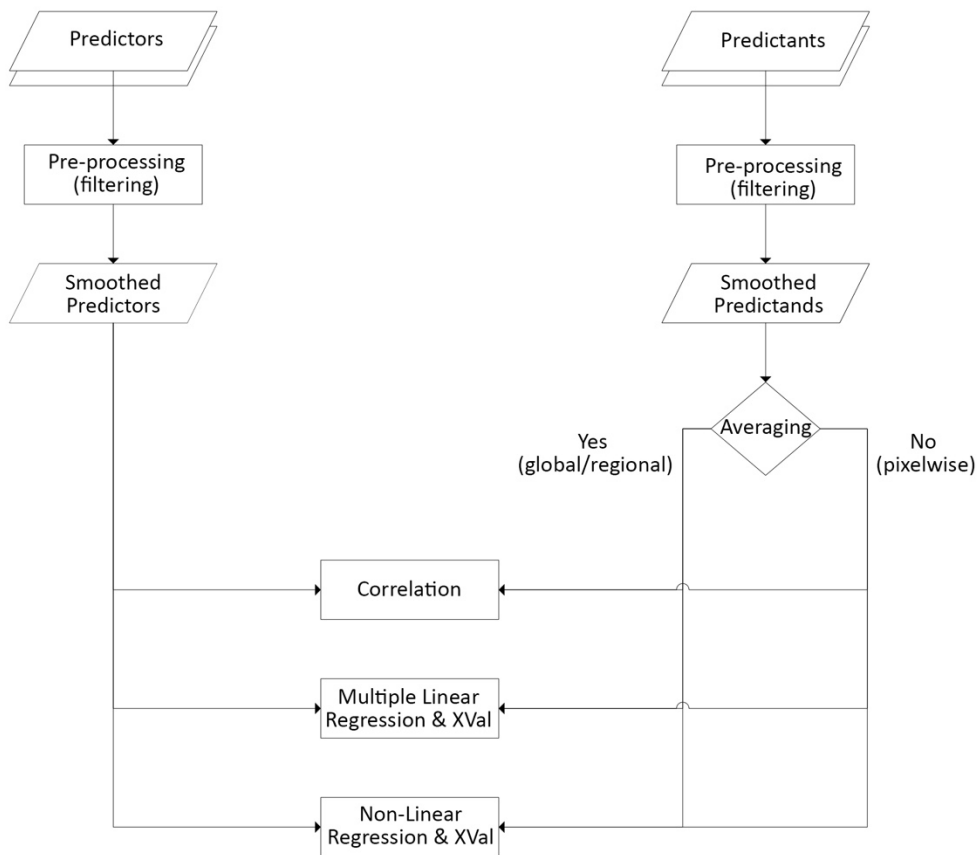 Predictors
Predictants
Pre-processing
(filtering)
Pre-processing
(filtering)
Smoothed
Predictors
Smoothed
Predictands
Averaging
Yes
(global/regional)
No
(pixelwise)
Correlation
Multiple Linear
Regression & XVal
Non-Linear
Regression & XVal